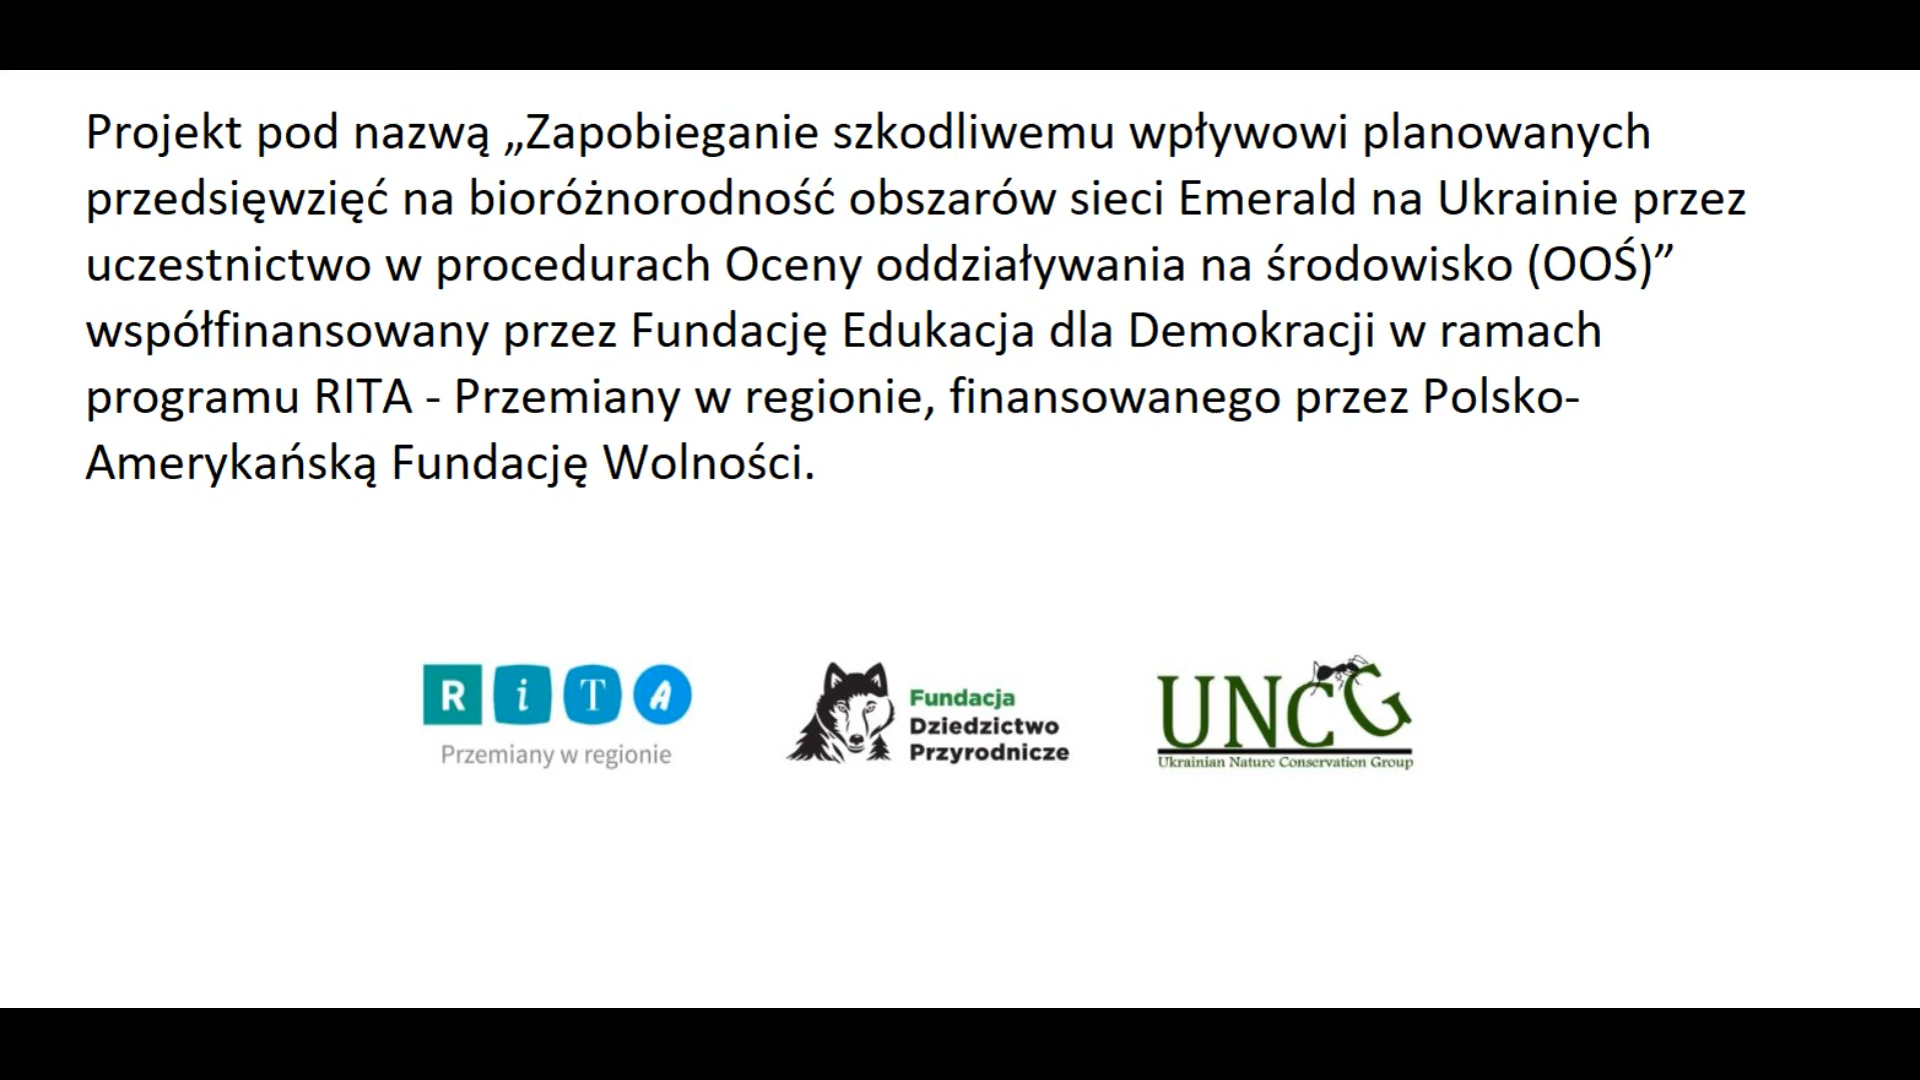 Projekt pod nazwą „Zapobieganie szkodliwemu wpływowi planowanych
przedsięwzięć na bioróżnorodność obszarów sieci Emerald na Ukrainie przez
uczestnictwo w procedurach Oceny oddziaływania na środowisko (OOŚ)”
współfinansowany przez Fundację Edukacja dla Demokracji w ramach
programu RITA - Przemiany w regionie, finansowanego przez Polsko-
Amerykańską Fundację Wolności.
RiTA
Przemiany w regionie
Fundacja
Dziedzictwo
Przyrodnicze
UNCG
Ukrainian Nature Conservation Group